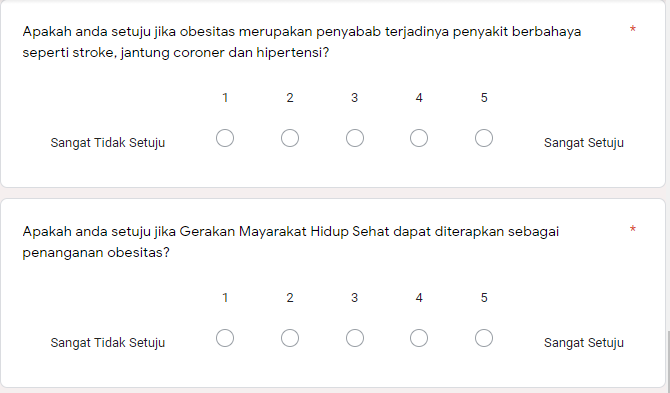 Apakah anda setuju jika obesitas merupakan penyabab terjadinya penyakit berbahaya *
seperti stroke, jantung coroner dan hipertensi?
1 2 3 4 5
Sangat Tidak Setuju Sangat Setuju
Apakah anda setuju jika Gerakan Mayarakat Hidup Sehat dapat diterapkan sebagai *
penanganan obesitas?
1 2 3 4 5
Sangat Tidak Setuju Sangat Setuju